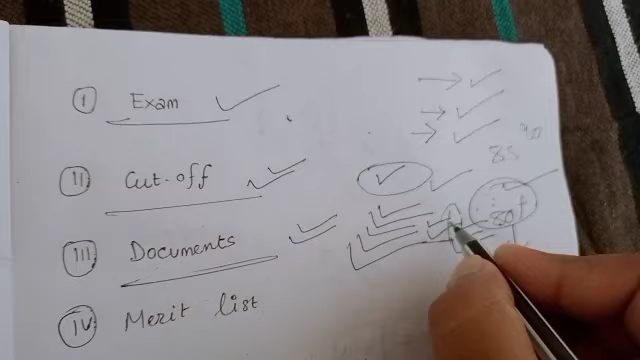 I Exam
II Cut-off
III Documents
IV Merit list
85 90
80